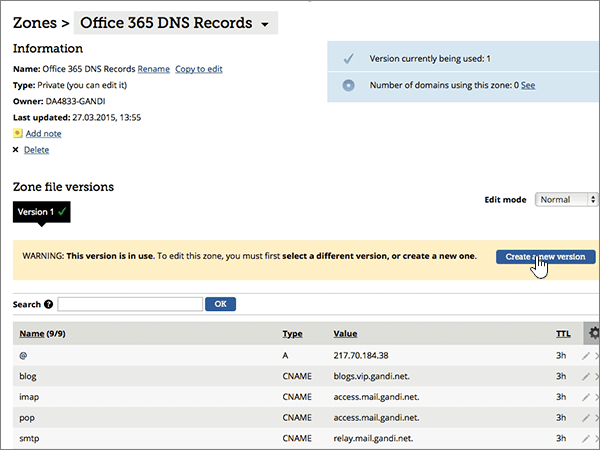 Zones > Office 365 DNS Records
Information
Name: Office 365 DNS Records Rename Copy to edit
Type: Private (you can edit it)
Owner: DA4833-GANDI
Last updated: 27.03.2015, 13:55
Add note
Delete
Version currently being used: 1
Number of domains using this zone: 0 See
Zone file versions
Edit mode Normal
Version 1
WARNING: This version is in use. To edit this zone, you must first select a different version, or create a new one.
Create a new version
Search OK
Name (9/9) Type Value TTL
@ A 217.70.184.38 3h
blog CNAME blogs.vip.gandi.net. 3h
imap CNAME access.mail.gandi.net. 3h
pop CNAME access.mail.gandi.net. 3h
smtp CNAME relay.mail.gandi.net. 3h